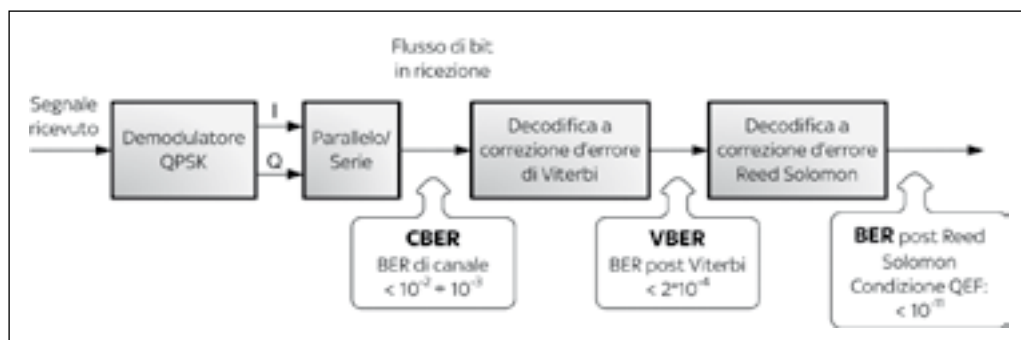 Flusso di bit
in ricezione
Segnale
ricevuto
Demodulatore
QPSK
I
Q
Parallelo/
Serie
Decodifica a
correzione d'errore
di Viterbi
Decodifica a
correzione d'errore
Reed Solomon
CBER
BER di canale
< 10⁻² ÷ 10⁻³
VBER
BER post Viterbi
< 2*10⁻⁴
BER post Reed
Solomon
Condizione QEF:
< 10⁻¹¹